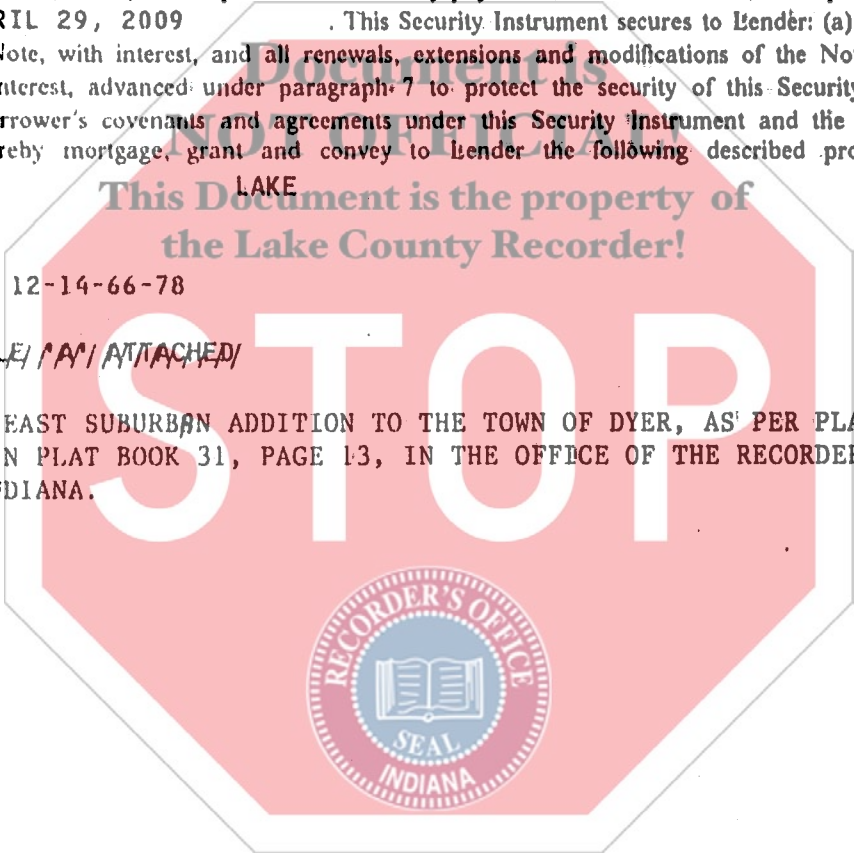 RIL 29, 2009 . This Security Instrument secures to Lender: (a)
Note, with interest, and all renewals, extensions and modifications of the No
nterest, advanced under paragraph 7 to protect the security of this Security
rrower's covenants and agreements under this Security Instrument and the
reby mortgage, grant and convey to Lender the following described pro
LAKE
Document is
NOT OFFICIAL!
This Document is the property of
the Lake County Recorder!
12-14-66-78
LE/ "A"/ ATTACHED/
EAST SUBURBAN ADDITION TO THE TOWN OF DYER, AS PER PLA
N PLAT BOOK 31, PAGE 13, IN THE OFFICE OF THE RECORDER
NDIANA.
STOP
RECORDER'S OFFICE
SEAL
INDIANA